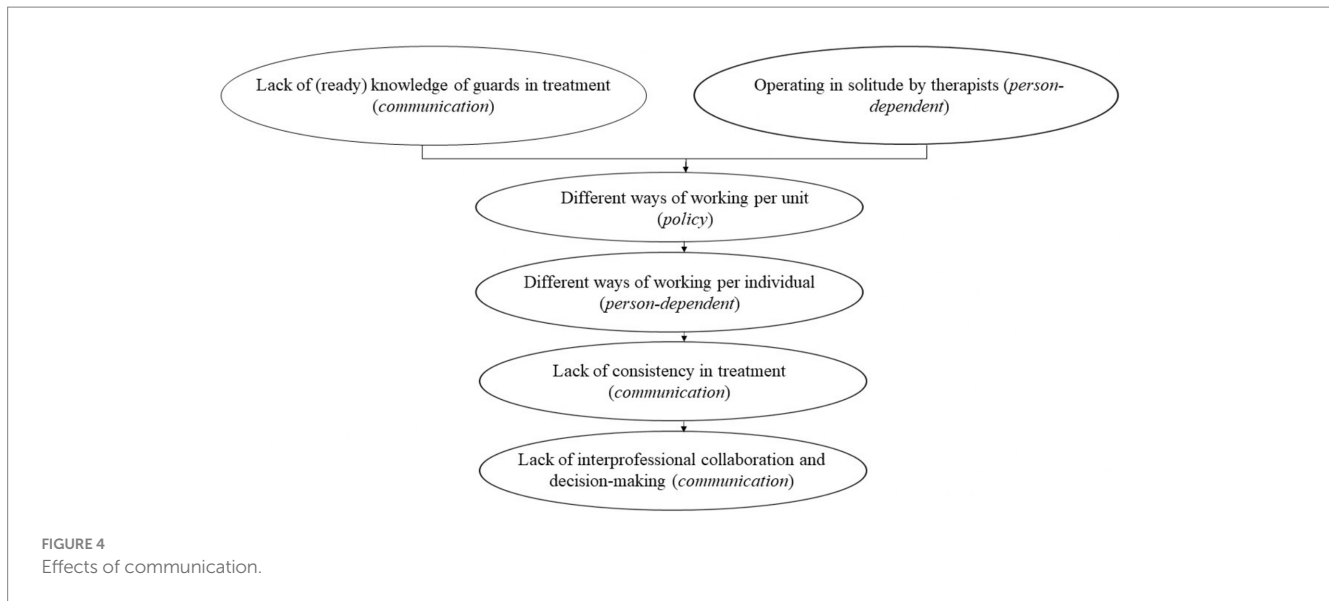 Lack of (ready) knowledge of guards in treatment
(communication)
Operating in solitude by therapists (person-
dependent)
Different ways of working per unit
(policy)
Different ways of working per individual
(person-dependent)
Lack of consistency in treatment
(communication)
Lack of interprofessional collaboration and
decision-making (communication)
FIGURE 4
Effects of communication.